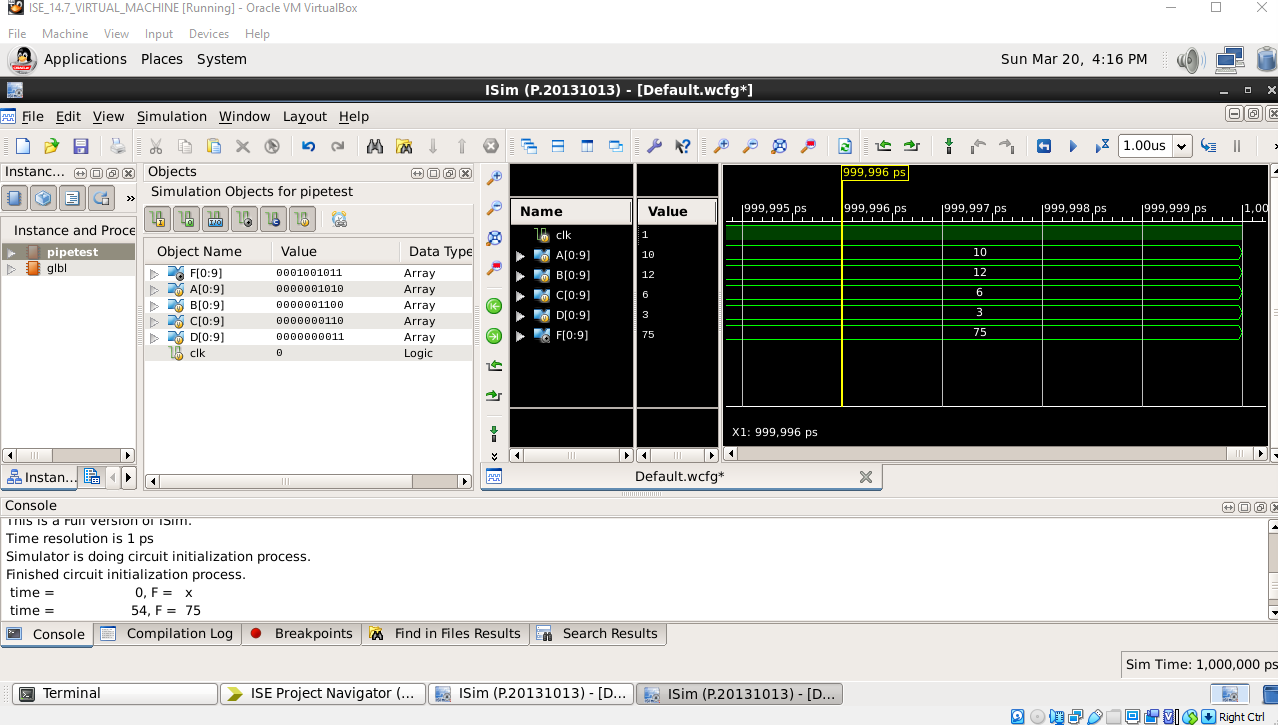 ISE_14.7_VIRTUAL_MACHINE [Running] - Oracle VM VirtualBox
File Machine View Input Devices Help
Applications Places System Sun Mar 20, 4:16 PM
ISim (P.20131013) - [Default.wcfg*]
File Edit View Simulation Window Layout Help
1.00us
Instanc...
Instance and Proce
pipetest
glbl
Instan...
Objects
Simulation Objects for pipetest
Object Name Value Data Type
F[0:9] 0001001011 Array
A[0:9] 0000001010 Array
B[0:9] 0000001100 Array
C[0:9] 0000000110 Array
D[0:9] 0000000011 Array
clk 0 Logic
Name Value
clk 1
A[0:9] 10
B[0:9] 12
C[0:9] 6
D[0:9] 3
F[0:9] 75
999,996 ps
999,995 ps 999,996 ps 999,997 ps 999,998 ps 999,999 ps 1,00
10
12
6
3
75
X1: 999,996 ps
Default.wcfg*
Console
This is a Full version of ISim.
Time resolution is 1 ps
Simulator is doing circuit initialization process.
Finished circuit initialization process.
time = 0, F = x
time = 54, F = 75
Console Compilation Log Breakpoints Find in Files Results Search Results
Sim Time: 1,000,000 ps
Terminal ISE Project Navigator (... ISim (P.20131013) - [D... ISim (P.20131013) - [D...
Right Ctrl